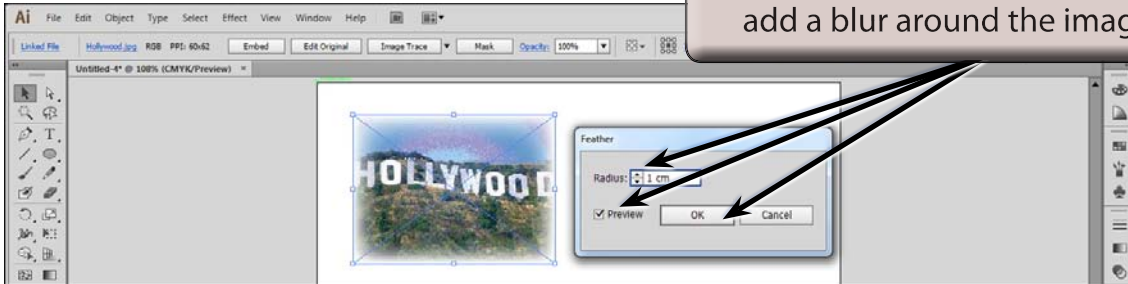 add a blur around the imag
Ai File Edit Object Type Select Effect View Window Help
Linked File Hollywood.jpg RGB PPI: 60x62 Embed Edit Original Image Trace Mask Opacity: 100%
Untitled-4* @ 108% (CMYK/Preview) ×
HOLLYWOOD
Feather
Radius: 1 cm
Preview OK Cancel